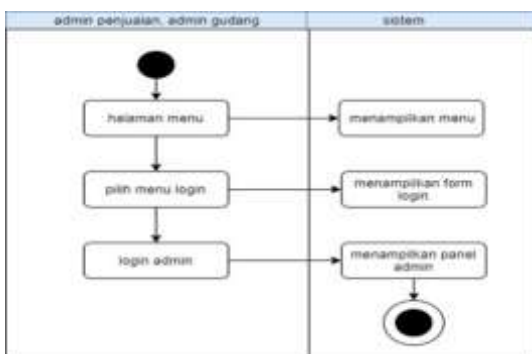 admin penjualan, admin gudang
sistem
halaman menu
menampilkan menu
pilih menu login
menampilkan form
login
login admin
menampilkan panel
admin